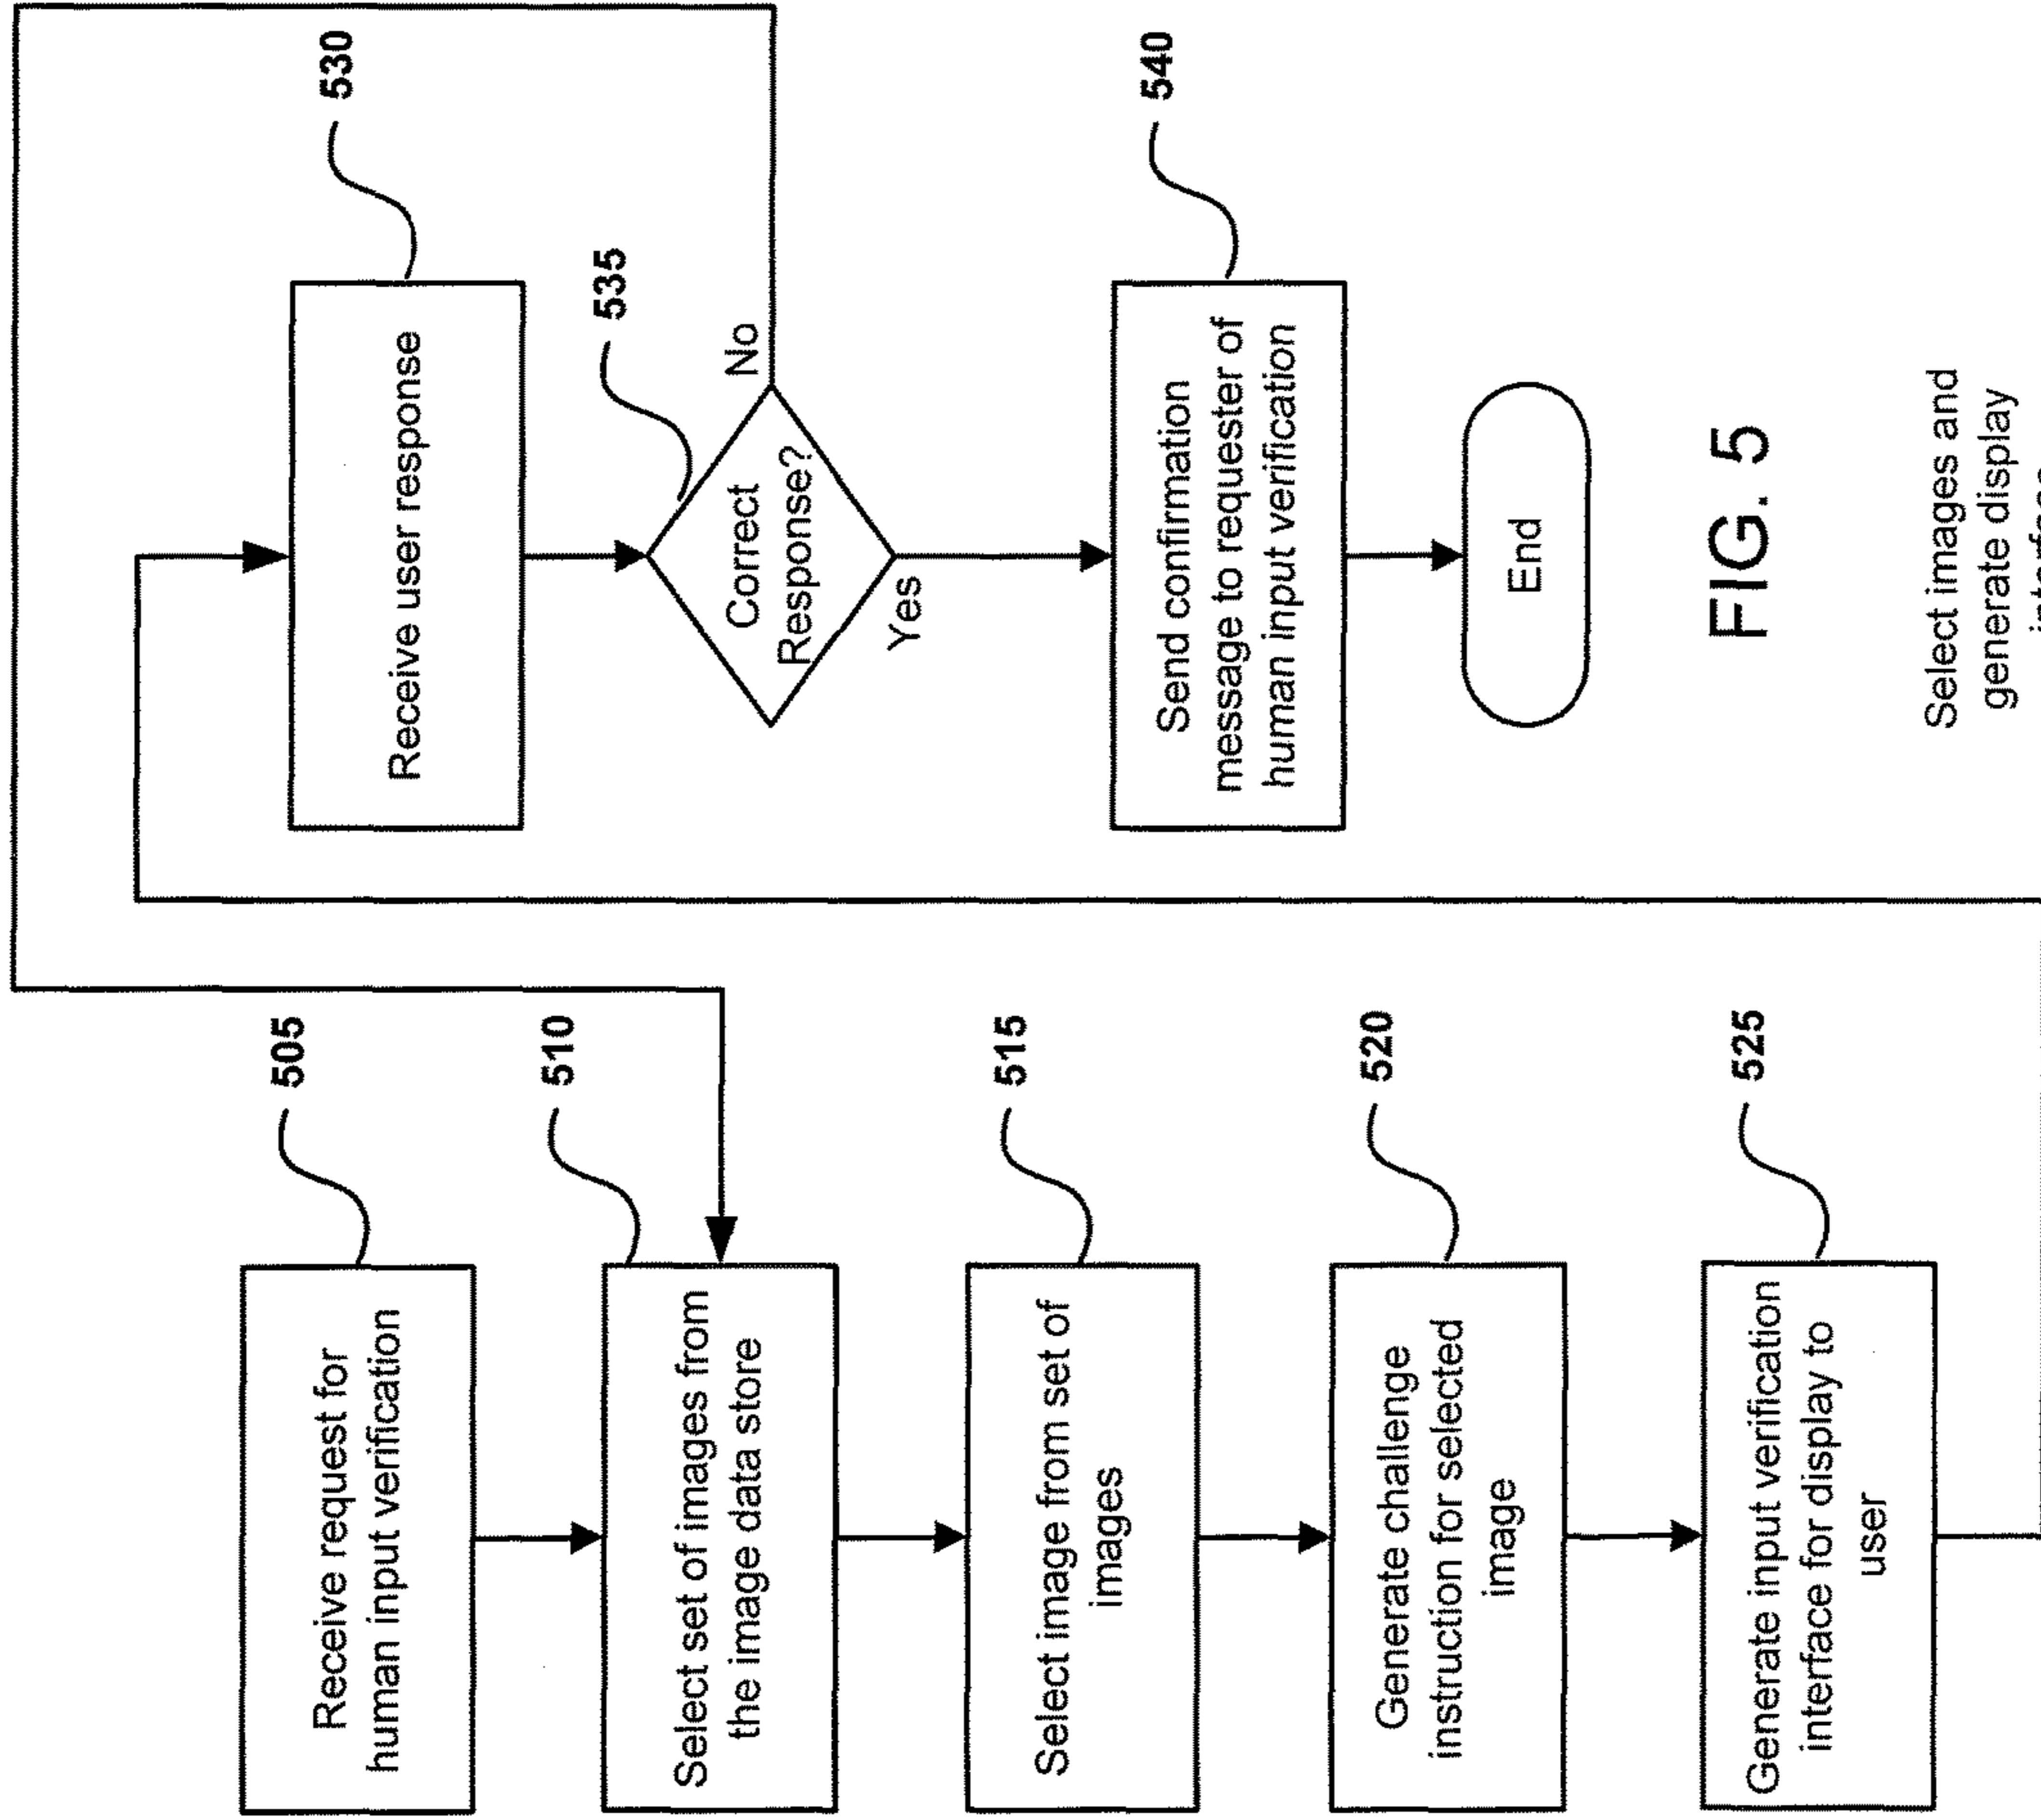 505
Receive request for
human input verification
510
Select set of images from
the image data store
515
Select image from set of
images
520
Generate challenge
instruction for selected
image
525
Generate input verification
interface for display to
user
530
Receive user response
535
Correct
Response?
No
Yes
540
Send confirmation
message to requester of
human input verification
End
FIG. 5
Select images and
generate display